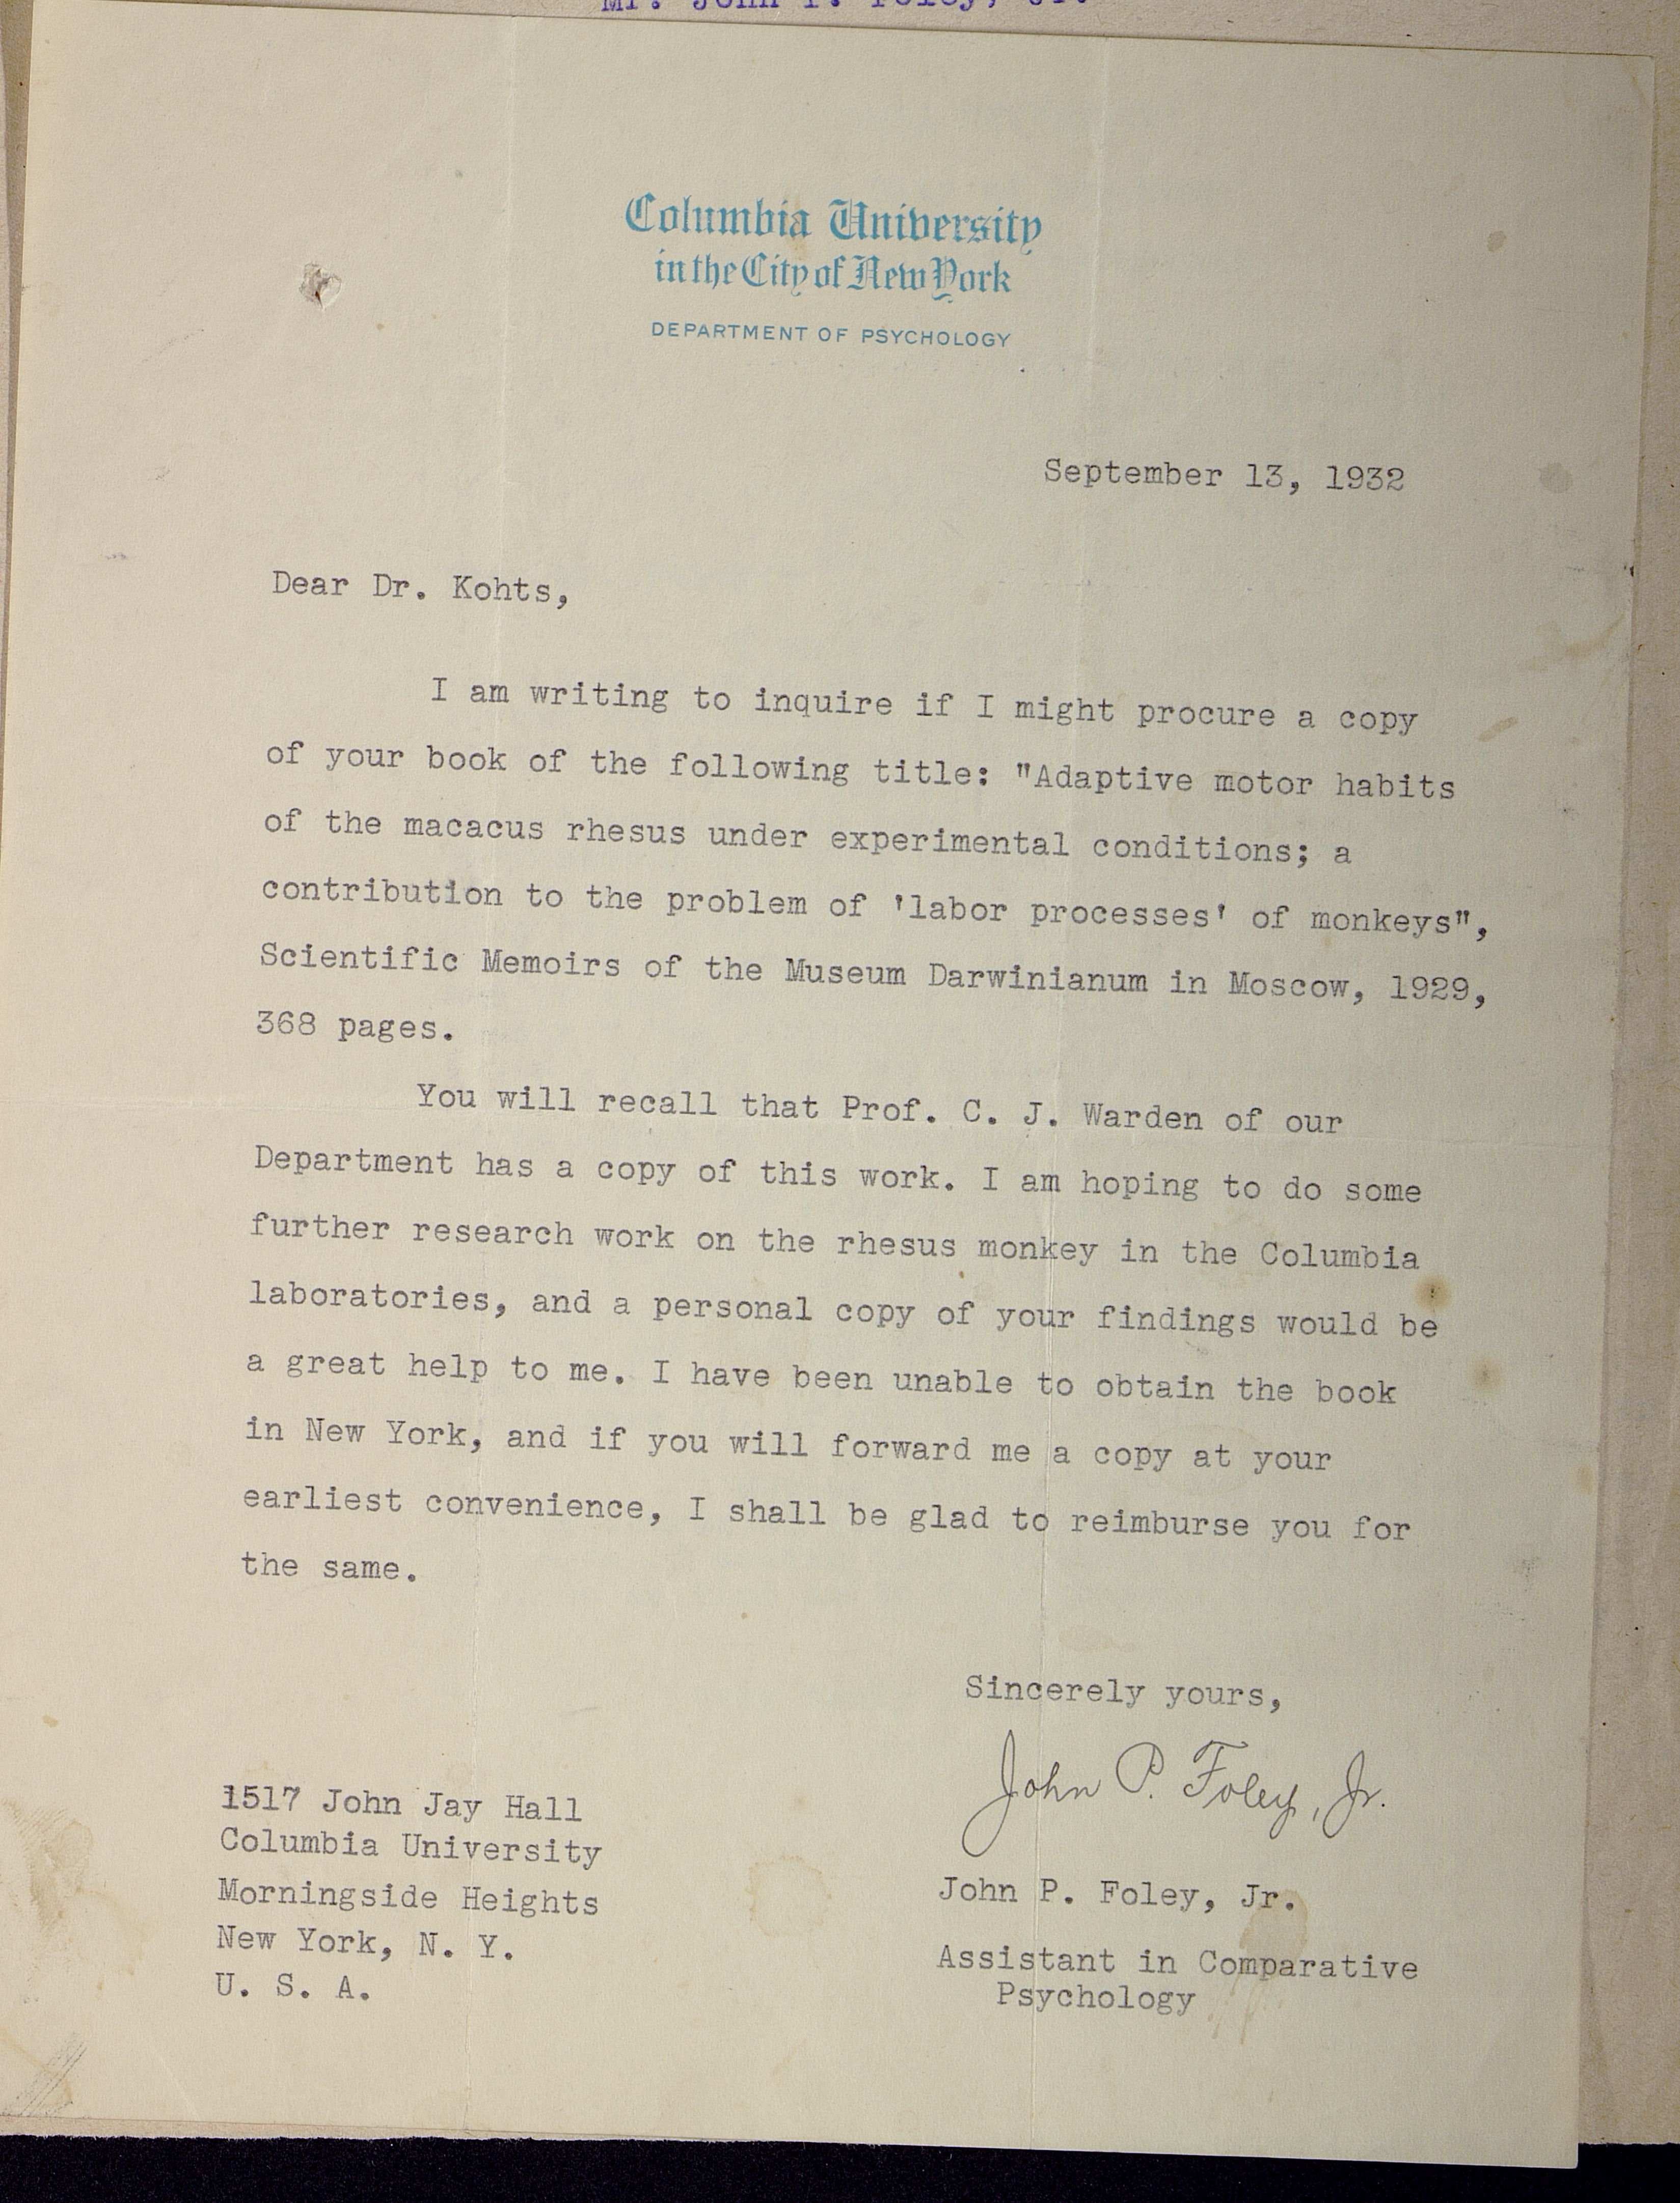 Mr. John P. Foley, Jr.
Columbia University
in the City of New York
DEPARTMENT OF PSYCHOLOGY
September 13, 1932
Dear Dr. Kohts,
I am writing to inquire if I might procure a copy
of your book of the following title: "Adaptive motor habits
of the macacus rhesus under experimental conditions; a
contribution to the problem of 'labor processes' of monkeys",
Scientific Memoirs of the Museum Darwinianum in Moscow, 1929,
368 pages.
You will recall that Prof. C. J. Warden of our
Department has a copy of this work. I am hoping to do some
further research work on the rhesus monkey in the Columbia
laboratories, and a personal copy of your findings would be
a great help to me. I have been unable to obtain the book
in New York, and if you will forward me a copy at your
earliest convenience, I shall be glad to reimburse you for
the same.
Sincerely yours,
John P. Foley, Jr.
John P. Foley, Jr.
Assistant in Comparative
Psychology
1517 John Jay Hall
Columbia University
Morningside Heights
New York, N. Y.
U. S. A.